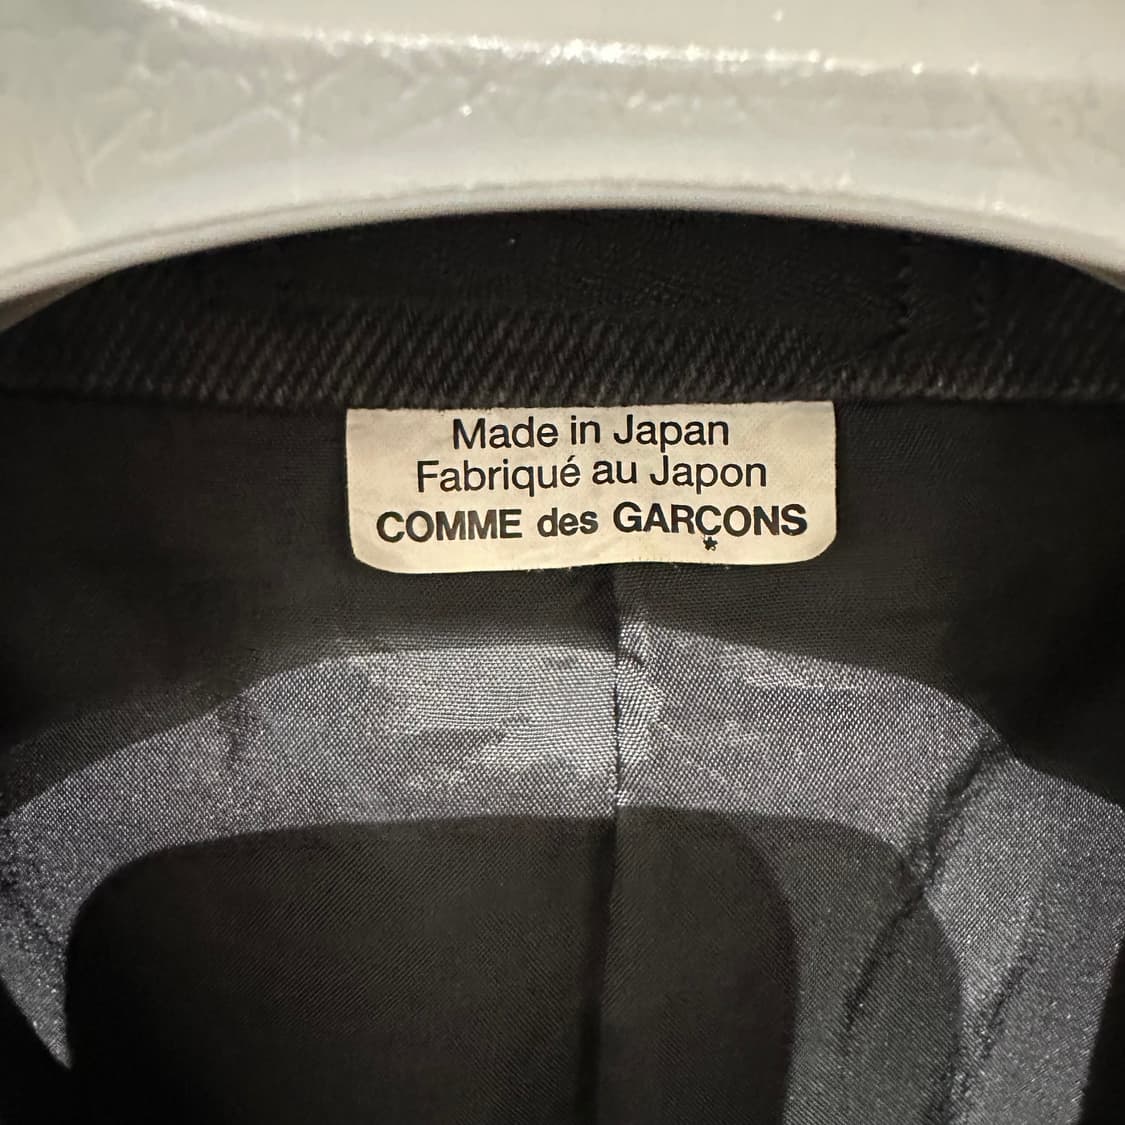 Made in Japan
Fabriqué au Japon
COMME des GARÇONS